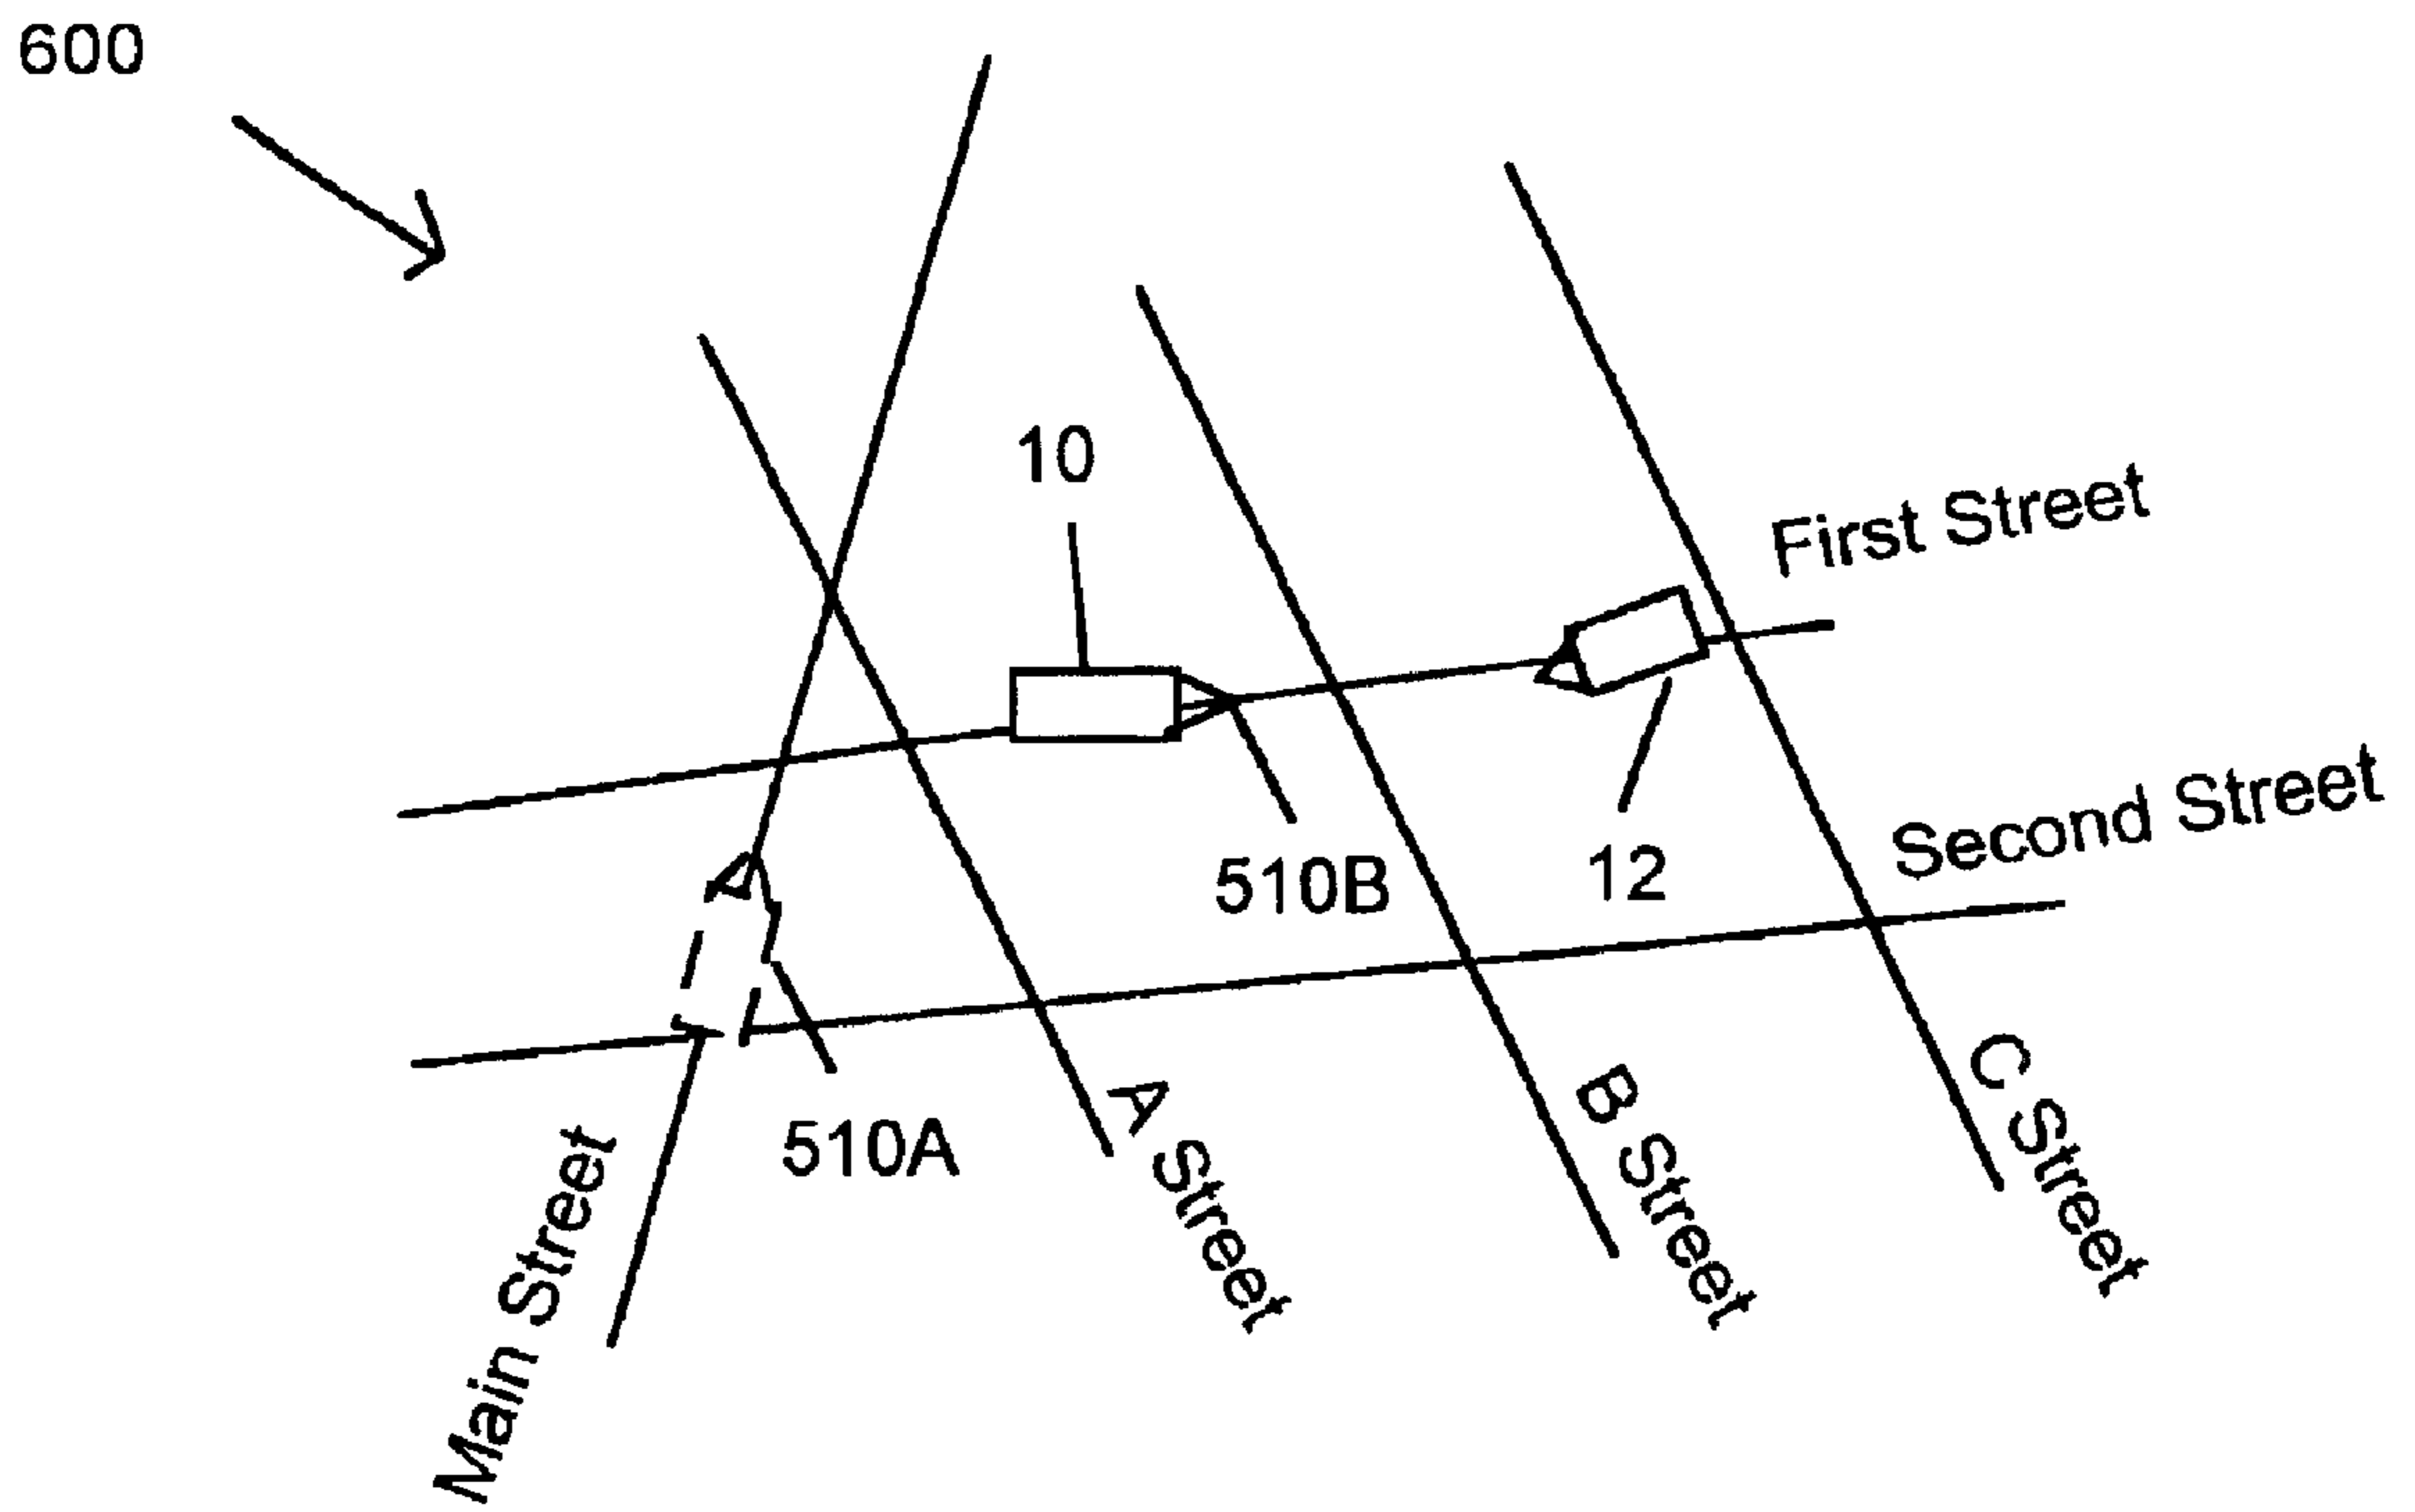 600
10
First Street
Second Street
510B
12
510A
Main Street
A Street
B Street
C Street